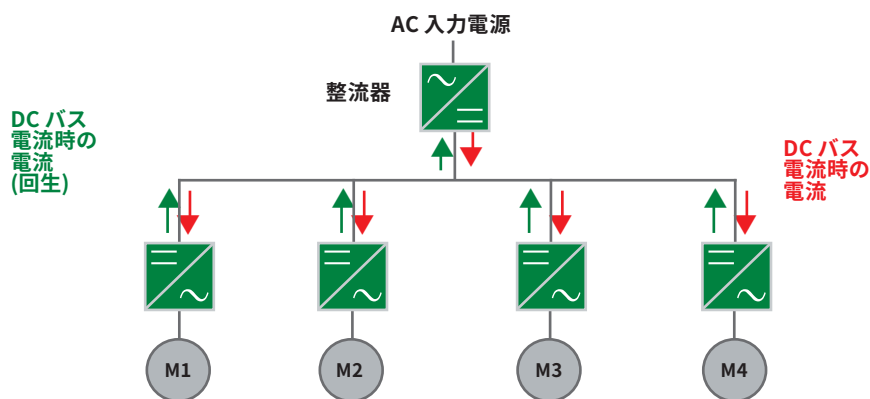 AC 入力電源
整流器
DC バス
電流時の
電流
(回生)
DC バス
電流時の
電流
M1
M2
M3
M4